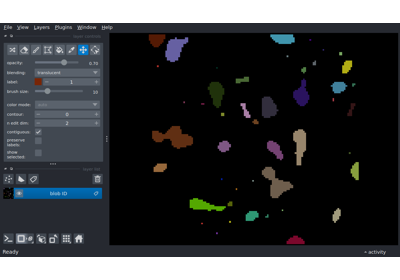 File View Layers Plugins Window Help
opacity: 0.70
blending: translucent
label: 1
brush size: 10
color mode:
contour: 0
n edit dim: 2
contiguous:
preserve
labels:
show
selected:
blob ID
Ready
activity